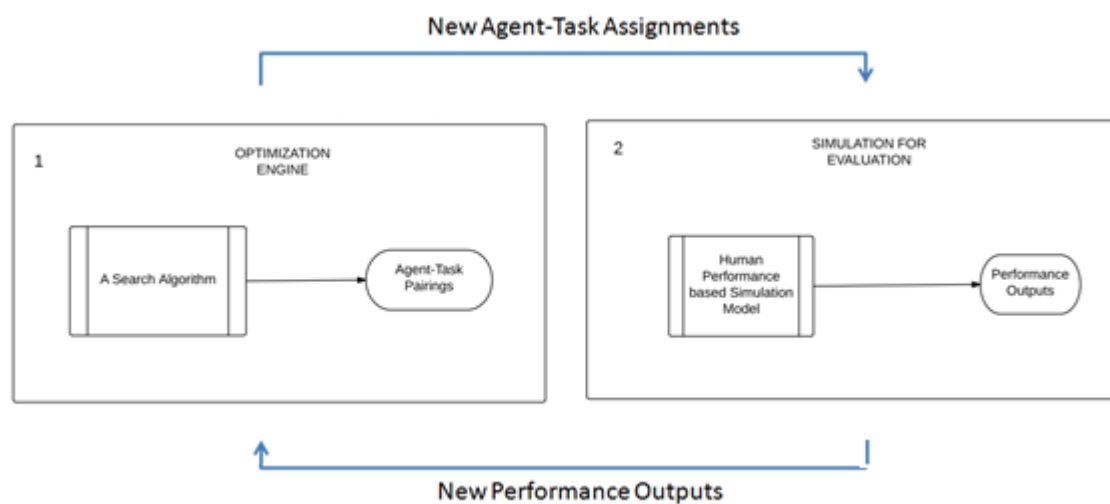 New Agent-Task Assignments
1
OPTIMIZATION
ENGINE
A Search Algorithm
Agent-Task
Pairings
2
SIMULATION FOR
EVALUATION
Human
Performance
based Simulation
Model
Performance
Outputs
New Performance Outputs